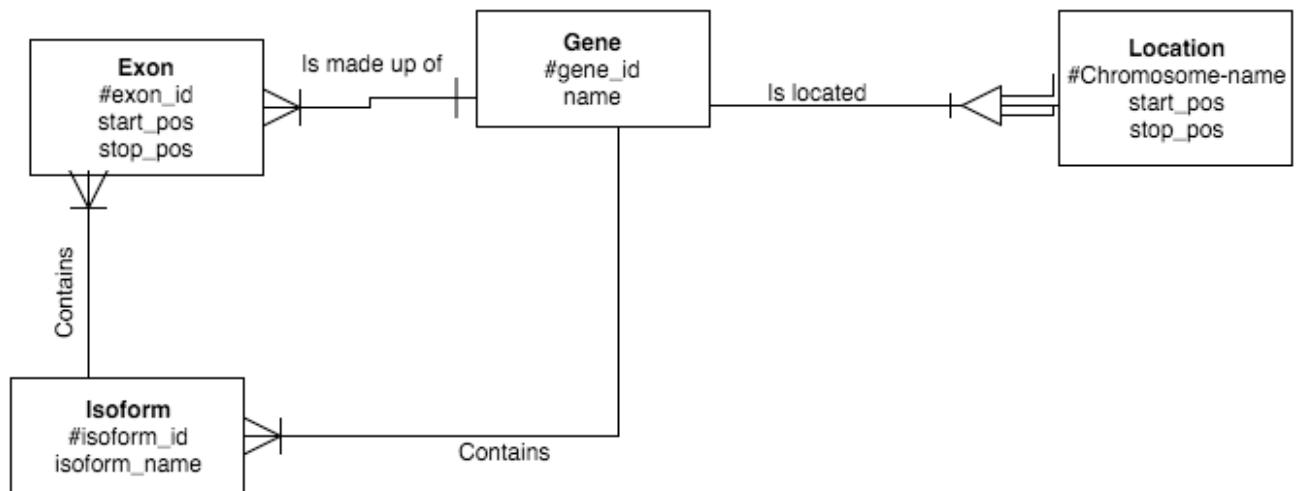 Exon
#exon_id
start_pos
stop_pos
Is made up of
Gene
#gene_id
name
Is located
Location
#Chromosome-name
start_pos
stop_pos
Contains
Isoform
#isoform_id
isoform_name
Contains